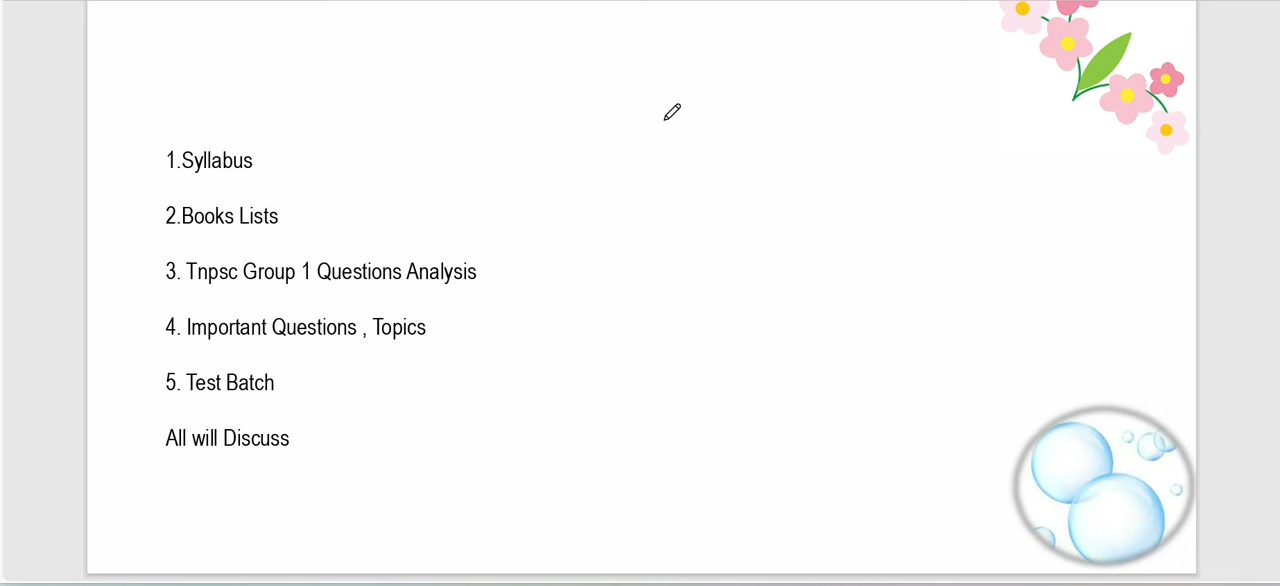 1.Syllabus
2.Books Lists
3. Tnpsc Group 1 Questions Analysis
4. Important Questions , Topics
5. Test Batch
All will Discuss